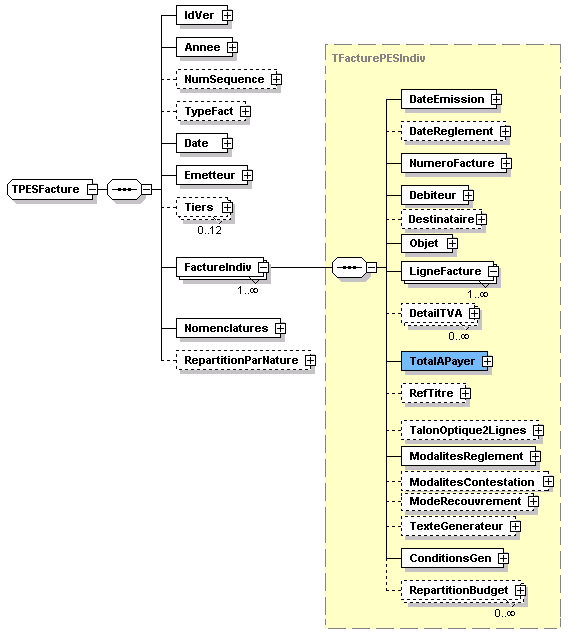 TPESFacture
IdVer
Annee
NumSequence
TypeFact
Date
Emetteur
Tiers
0..12
FactureIndiv
1..∞
Nomenclatures
RepartitionParNature
TFacturePESIndiv
DateEmission
DateReglement
NumeroFacture
Debiteur
Destinataire
Objet
LigneFacture
1..∞
DetailTVA
0..∞
TotalAPayer
RefTitre
TalonOptique2Lignes
ModalitesReglement
ModalitesContestation
ModeRecouvrement
TexteGenerateur
ConditionsGen
RepartitionBudget
0..∞